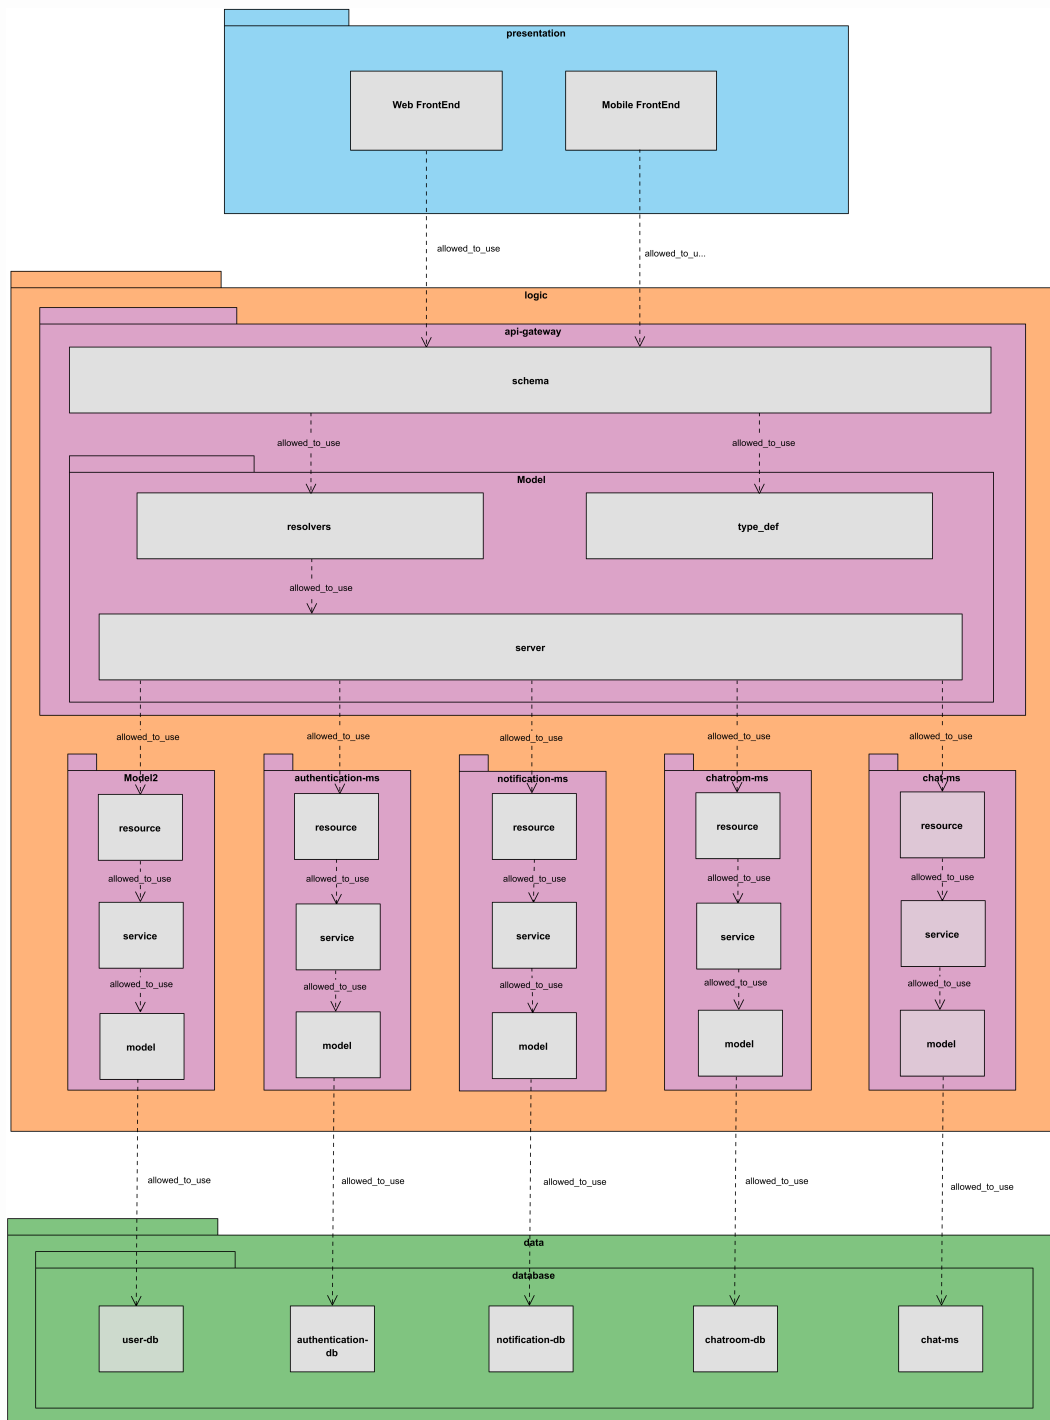 presentation
Web FrontEnd
Mobile FrontEnd
allowed_to_use
allowed_to_u...
logic
api-gateway
schema
allowed_to_use
allowed_to_use
Model
resolvers
type_def
allowed_to_use
server
allowed_to_use
allowed_to_use
allowed_to_use
allowed_to_use
allowed_to_use
Model2
authentication-ms
notification-ms
chatroom-ms
chat-ms
resource
resource
resource
resource
resource
allowed_to_use
allowed_to_use
allowed_to_use
allowed_to_use
allowed_to_use
service
service
service
service
service
allowed_to_use
allowed_to_use
allowed_to_use
allowed_to_use
allowed_to_use
model
model
model
model
model
allowed_to_use
allowed_to_use
allowed_to_use
allowed_to_use
allowed_to_use
data
database
user-db
authentication-
db
notification-db
chatroom-db
chat-ms